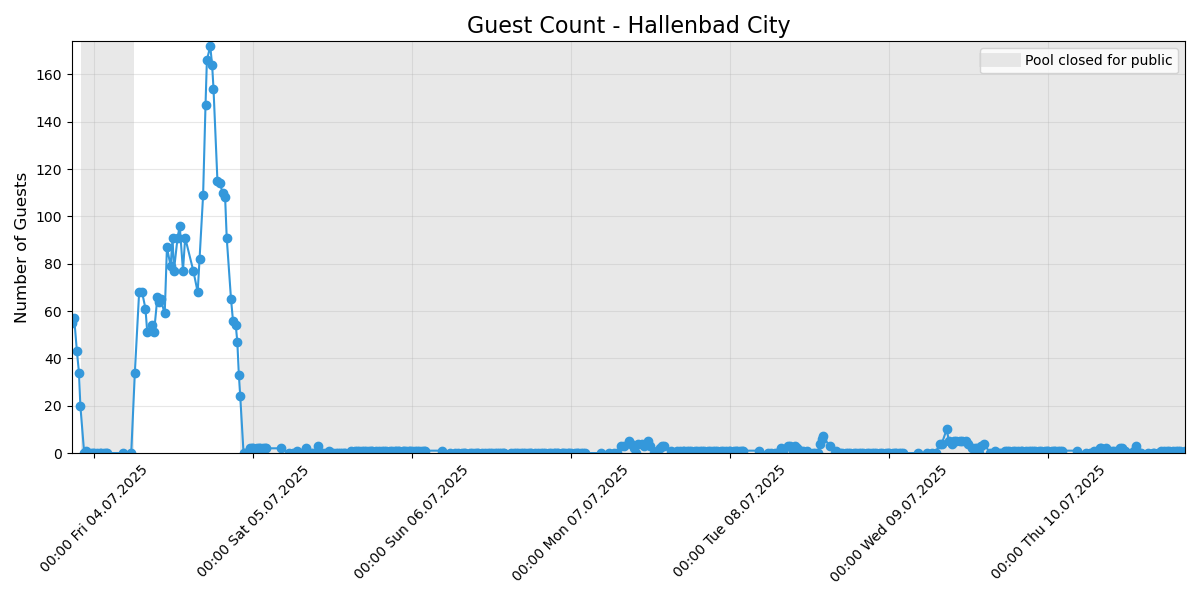 Guest Count - Hallenbad City
Pool closed for public
Number of Guests
160
140
120
100
80
60
40
20
0
00:00 Fri 04.07.2025
00:00 Sat 05.07.2025
00:00 Sun 06.07.2025
00:00 Mon 07.07.2025
00:00 Tue 08.07.2025
00:00 Wed 09.07.2025
00:00 Thu 10.07.2025